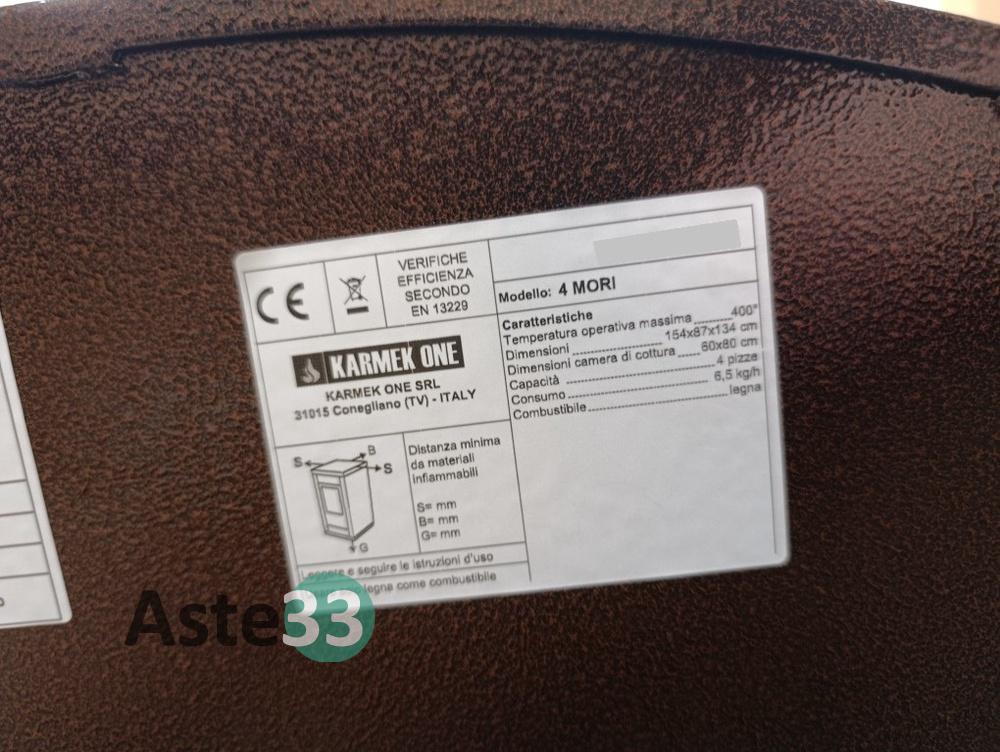 CE
VERIFICHE
EFFICIENZA
SECONDO
EN 13229
KARMEK ONE
KARMEK ONE SRL
31015 Conegliano (TV) - ITALY
S
B
S
G
Distanza minima
da materiali
infiammabili
S= mm
B= mm
G= mm
Leggere e seguire le istruzioni d'uso
legna come combustibile
Modello: 4 MORI
Caratteristiche
Temperatura operativa massima ........400°
Dimensioni ........................ 154x87x134 cm
Dimensioni camera di cottura ......60x80 cm
Capacità ...................................... 4 pizze
Consumo ..................................... 6,5 kg/h
Combustibile.....................................legna
Aste33